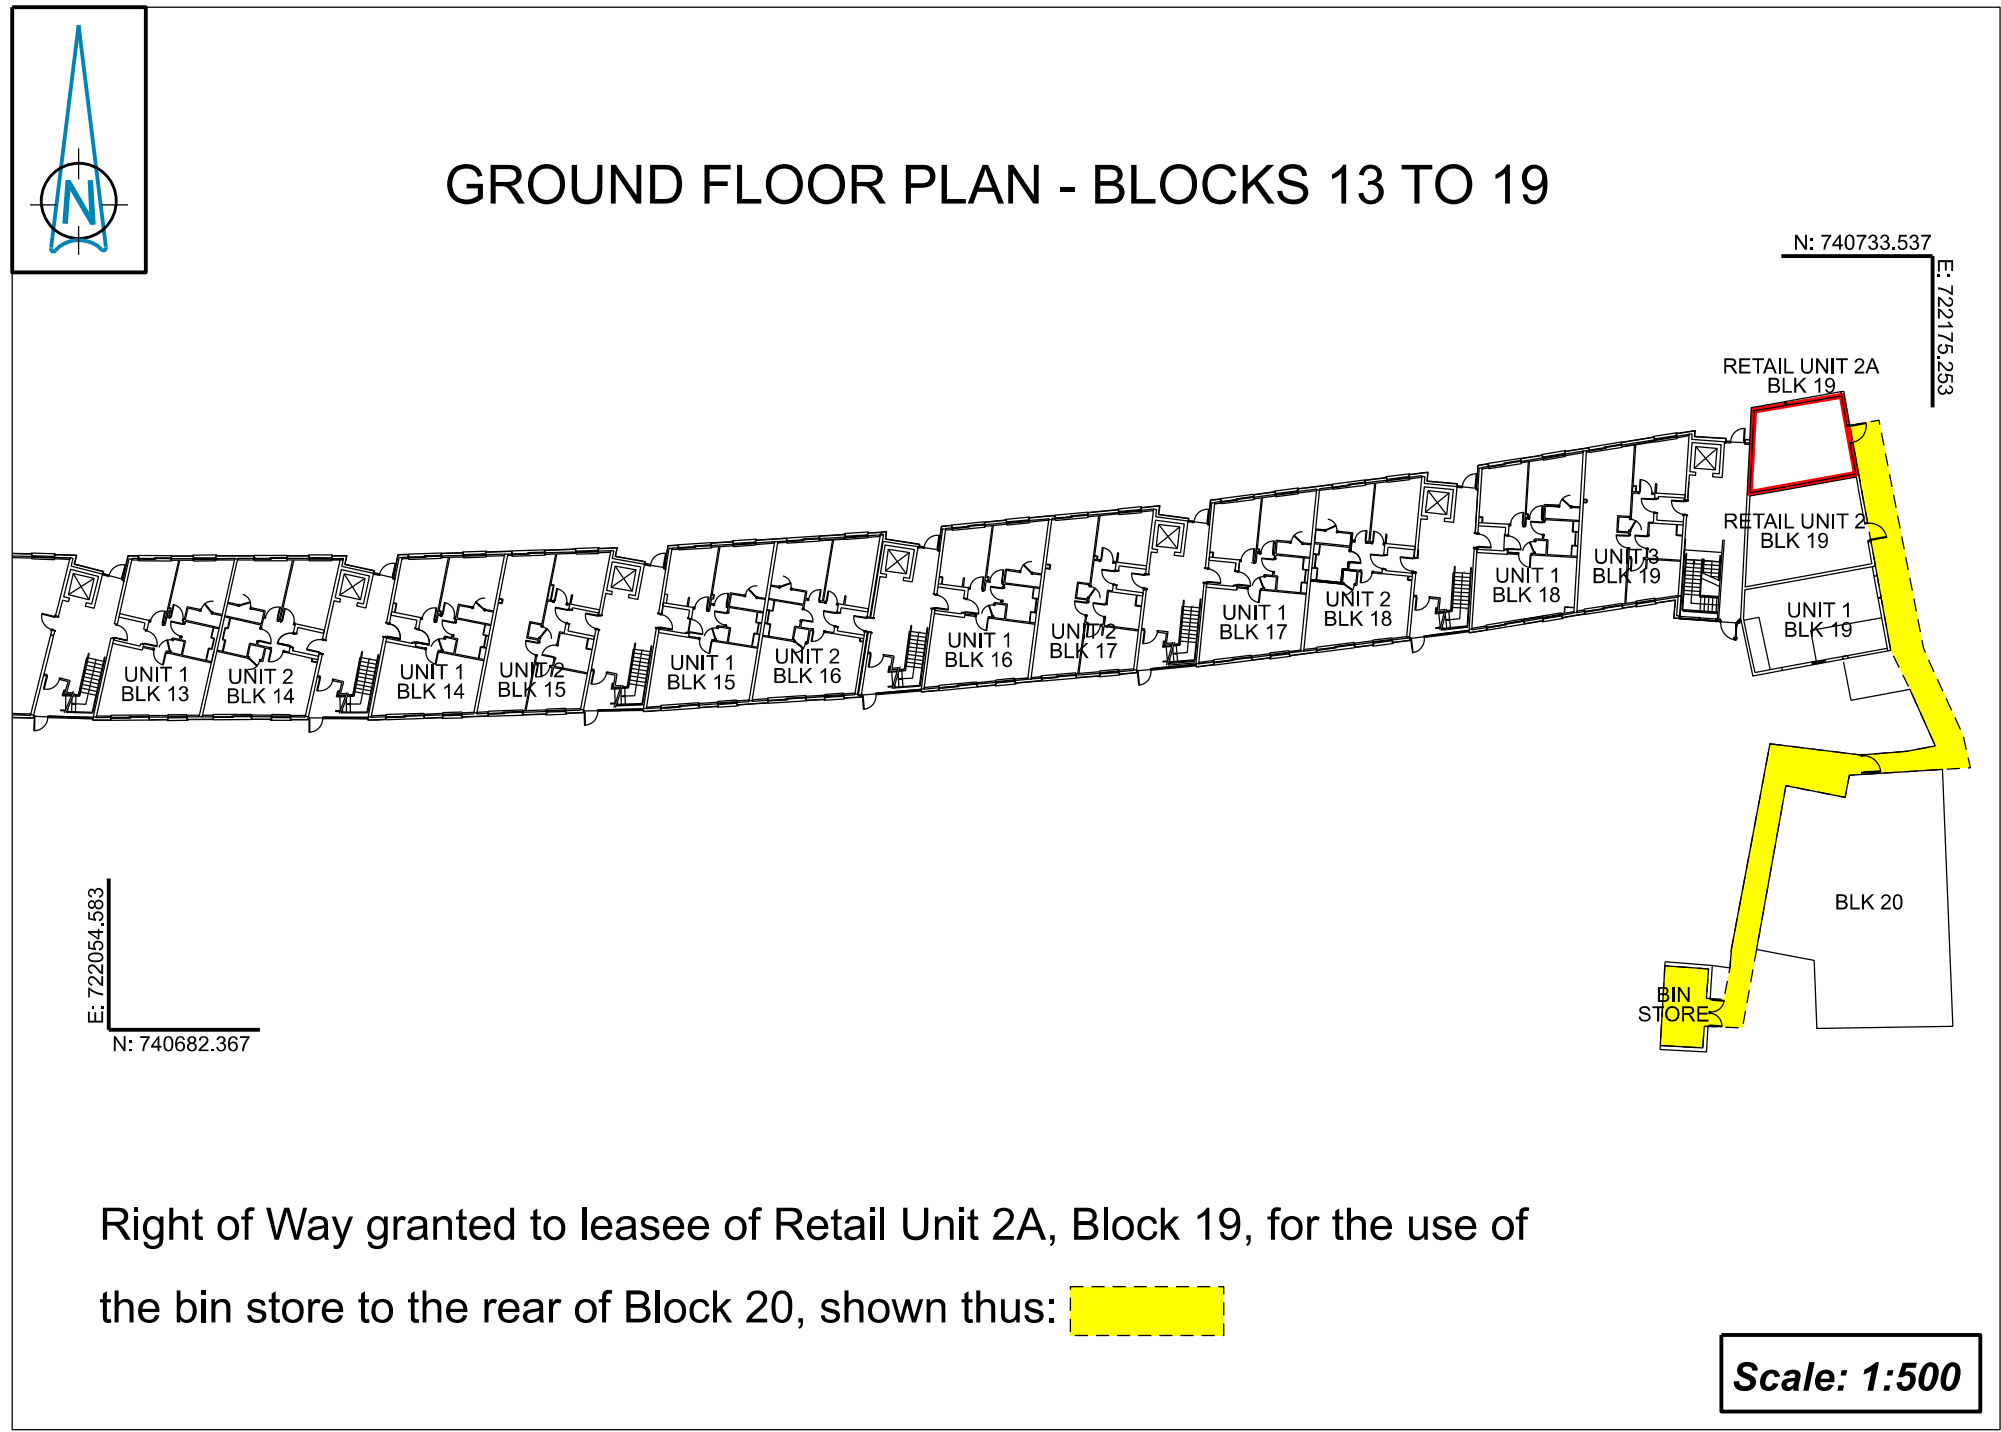 N
GROUND FLOOR PLAN - BLOCKS 13 TO 19
N: 740733.537
E: 722175.253
RETAIL UNIT 2A
BLK 19
RETAIL UNIT 2
BLK 19
UNIT 1
BLK 19
UNIT 3
BLK 19
UNIT 1
BLK 18
UNIT 2
BLK 18
UNIT 1
BLK 17
UNIT 2
BLK 17
UNIT 1
BLK 16
UNIT 2
BLK 16
UNIT 1
BLK 15
UNIT 2
BLK 15
UNIT 1
BLK 14
UNIT 2
BLK 14
UNIT 1
BLK 13
BLK 20
BIN
STORE
E: 722054.583
N: 740682.367
Right of Way granted to leasee of Retail Unit 2A, Block 19, for the use of
the bin store to the rear of Block 20, shown thus:
Scale: 1:500